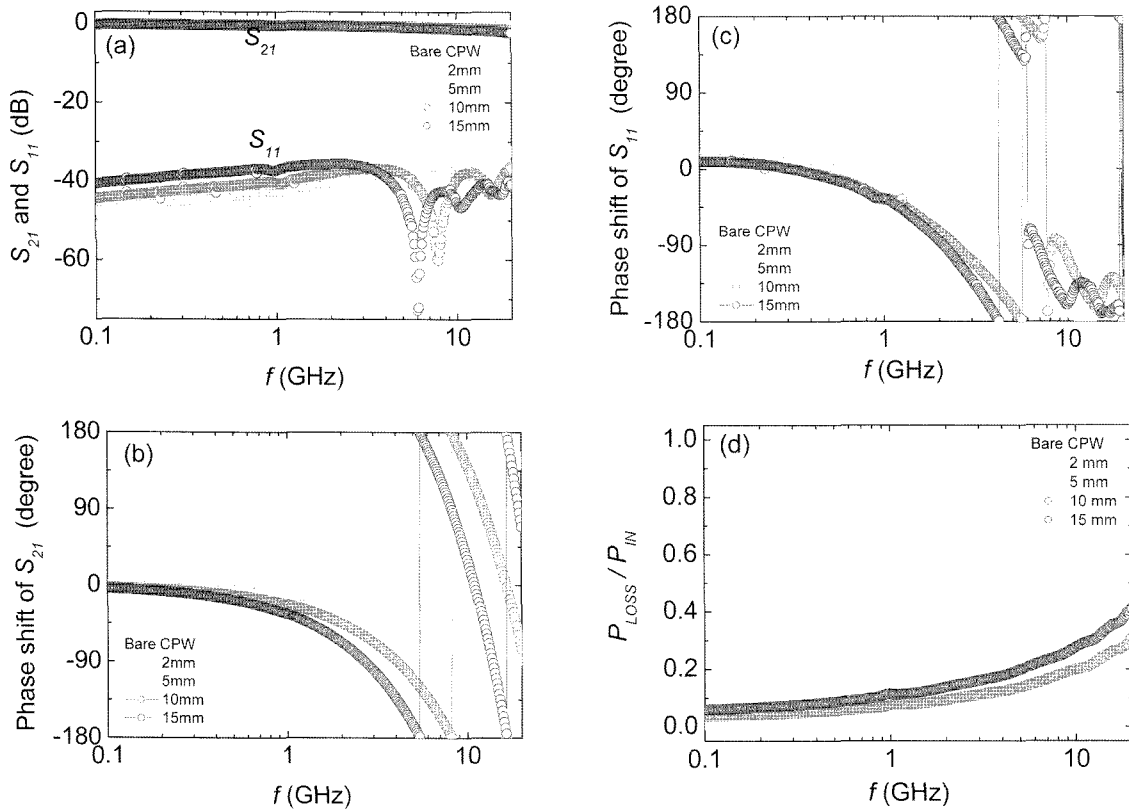 (a)
S21
Bare CPW
2mm
5mm
10mm
15mm
S11
0
-20
-40
-60
S21 and S11 (dB)
0.1
1
10
f (GHz)
(c)
180
90
0
-90
-180
Phase shift of S11 (degree)
Bare CPW
2mm
5mm
10mm
15mm
0.1
1
10
f (GHz)
(b)
180
90
0
-90
-180
Phase shift of S21 (degree)
Bare CPW
2mm
5mm
10mm
15mm
0.1
1
10
f (GHz)
(d)
1.0
0.8
0.6
0.4
0.2
0.0
PLOSS / PIN
Bare CPW
2 mm
5 mm
10 mm
15 mm
0.1
1
10
f (GHz)